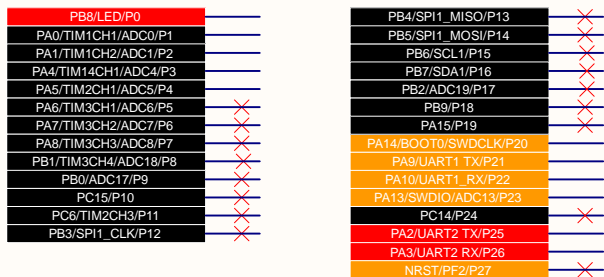 PB8/LED/P0
PA0/TIM1CH1/ADC0/P1
PA1/TIM1CH2/ADC1/P2
PA4/TIM14CH1/ADC4/P3
PA5/TIM2CH1/ADC5/P4
PA6/TIM3CH1/ADC6/P5
PA7/TIM3CH2/ADC7/P6
PA8/TIM3CH3/ADC8/P7
PB1/TIM3CH4/ADC18/P8
PB0/ADC17/P9
PC15/P10
PC6/TIM2CH3/P11
PB3/SPI1_CLK/P12
PB4/SPI1_MISO/P13
PB5/SPI1_MOSI/P14
PB6/SCL1/P15
PB7/SDA1/P16
PB2/ADC19/P17
PB9/P18
PA15/P19
PA14/BOOT0/SWDCLK/P20
PA9/UART1 TX/P21
PA10/UART1_RX/P22
PA13/SWDIO/ADC13/P23
PC14/P24
PA2/UART2 TX/P25
PA3/UART2 RX/P26
NRST/PF2/P27